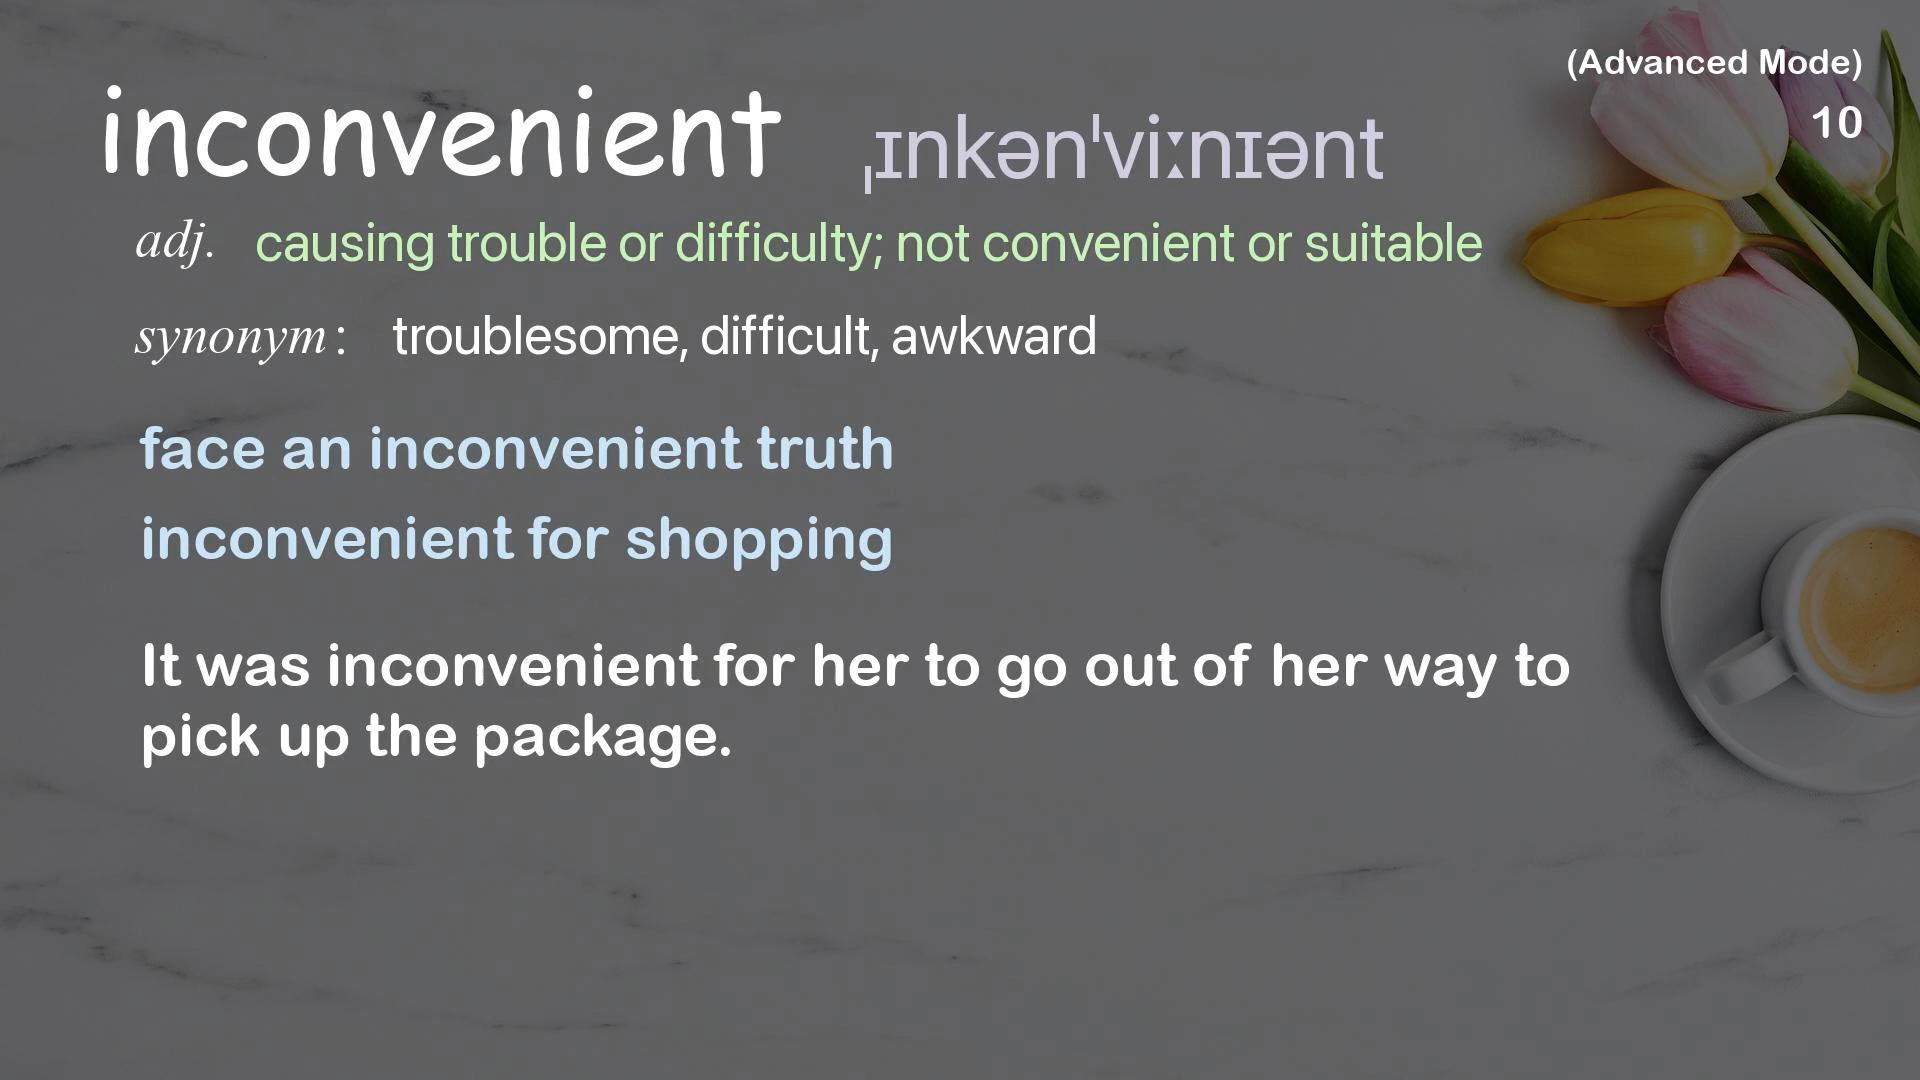 (Advanced Mode)
10
inconvenient ˌɪnkənˈviːnɪənt
adj. causing trouble or difficulty; not convenient or suitable
synonym : troublesome, difficult, awkward
face an inconvenient truth
inconvenient for shopping
It was inconvenient for her to go out of her way to
pick up the package.